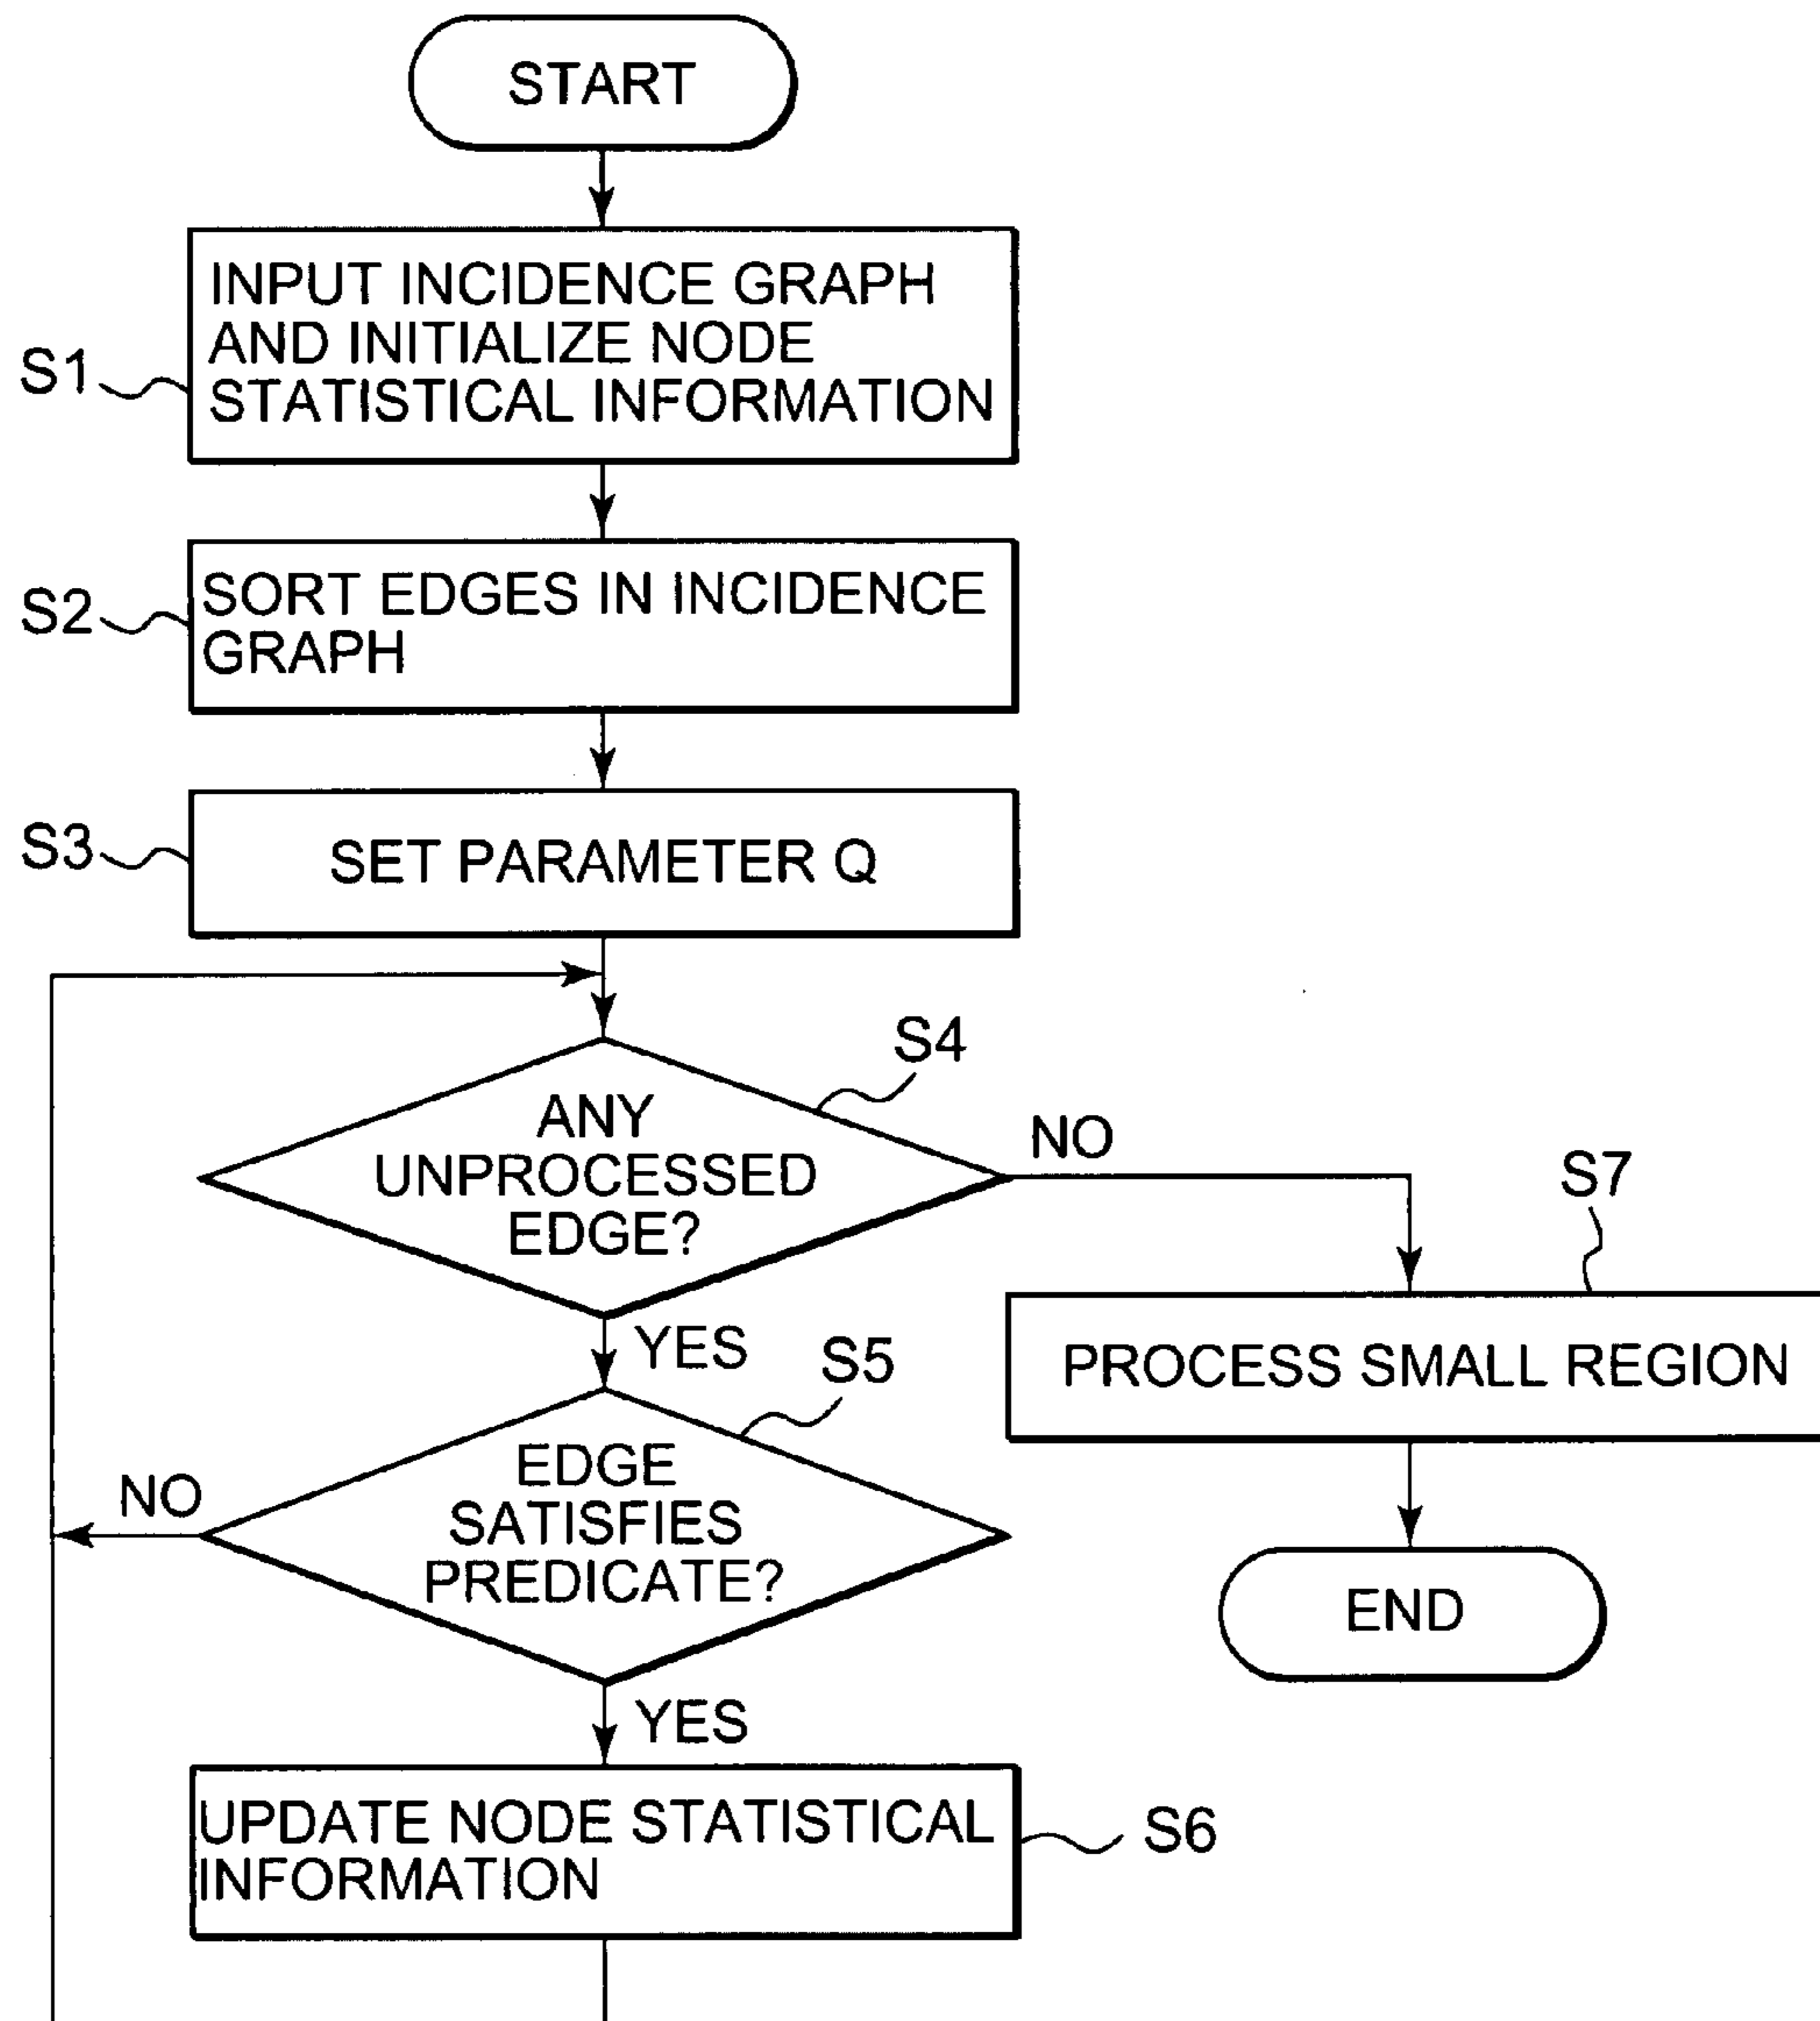 START
INPUT INCIDENCE GRAPH
AND INITIALIZE NODE
STATISTICAL INFORMATION
S1
SORT EDGES IN INCIDENCE
GRAPH
S2
SET PARAMETER Q
S3
S4
ANY
UNPROCESSED
EDGE?
NO
YES
S7
PROCESS SMALL REGION
S5
EDGE
SATISFIES
PREDICATE?
NO
YES
END
UPDATE NODE STATISTICAL
INFORMATION
S6